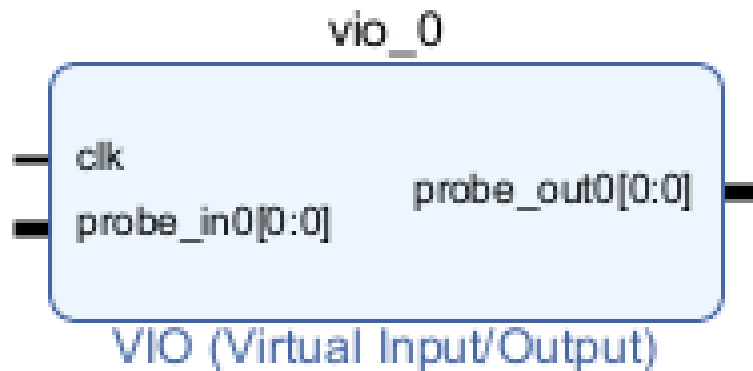 vio_0
clk
probe_in0[0:0]
probe_out0[0:0]
VIO (Virtual Input/Output)